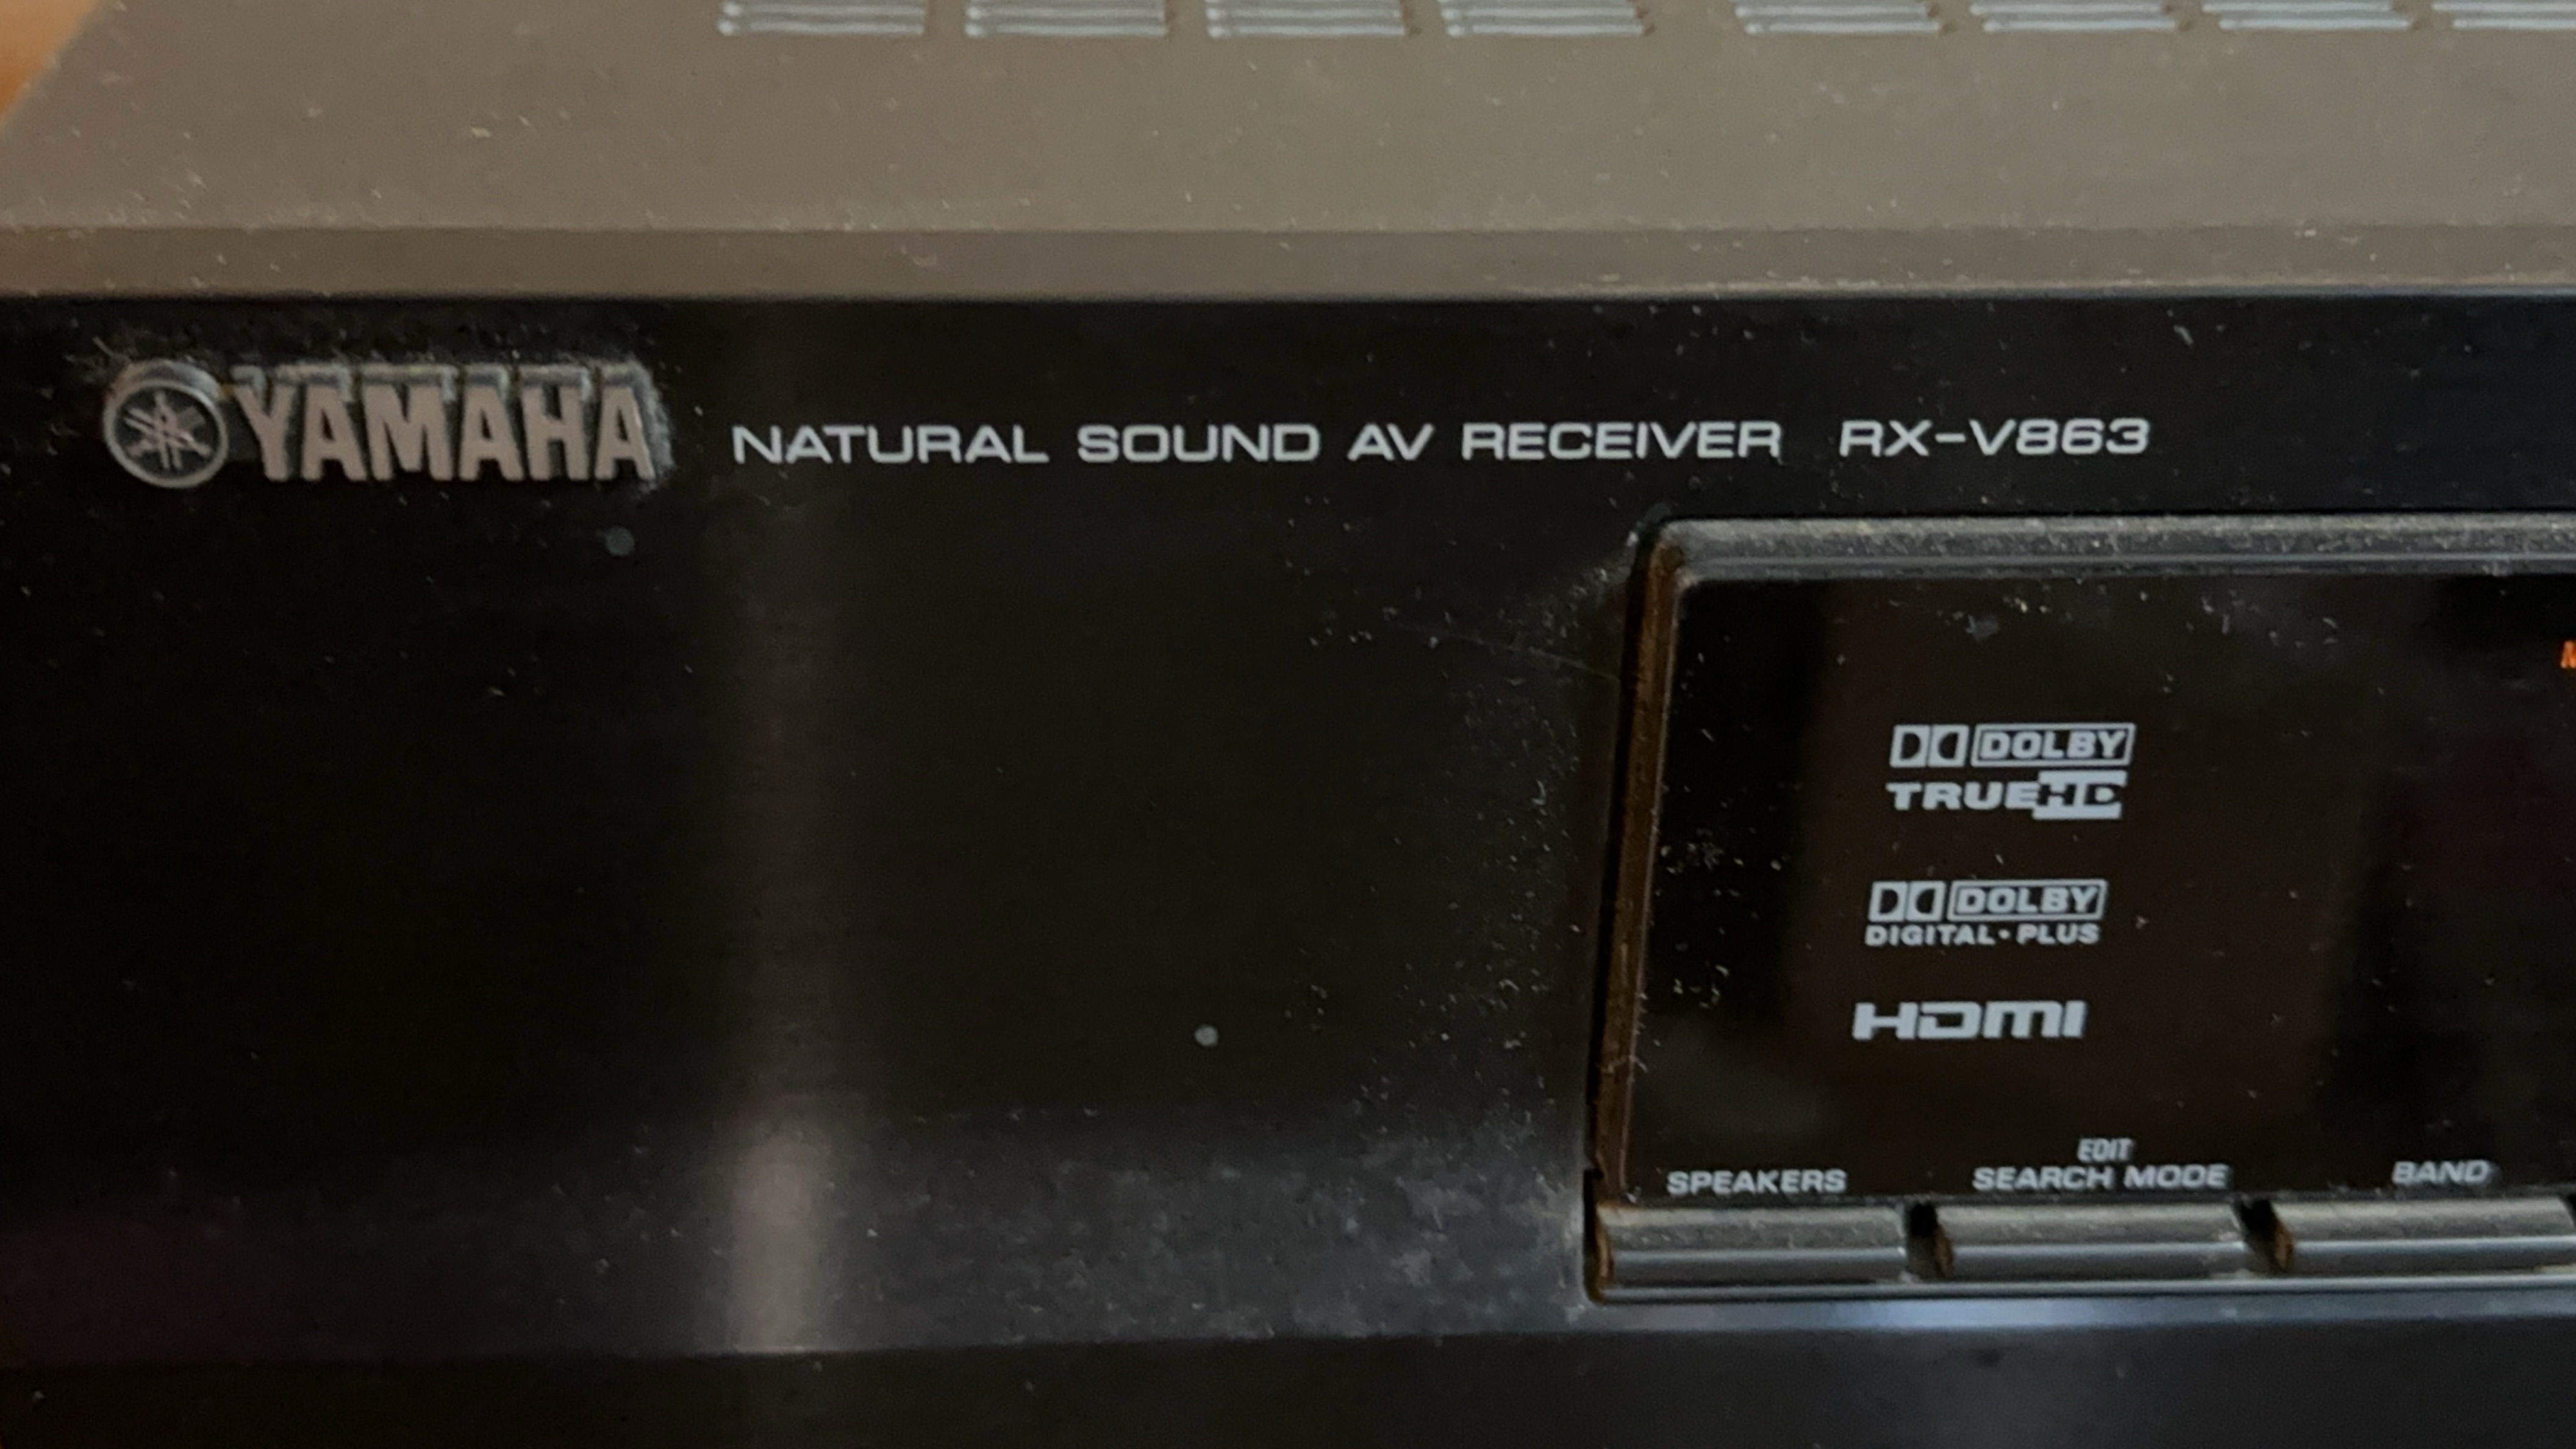 YAMAHA NATURAL SOUND AV RECEIVER RX-V863
DOLBY
TRUEHD
DOLBY
DIGITAL·PLUS
HDMI
EDIT
SPEAKERS SEARCH MODE BAND